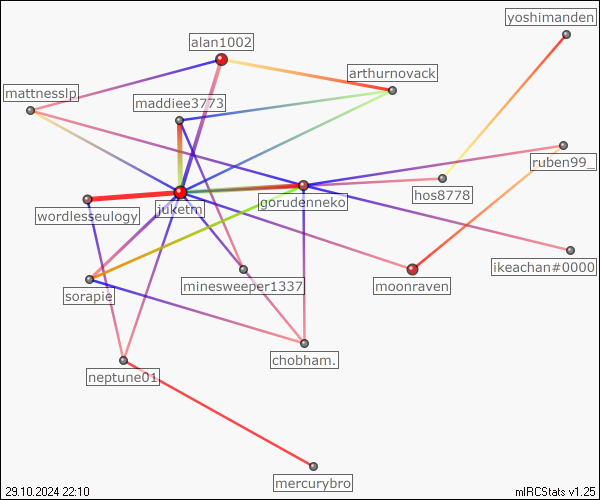 yoshimanden
alan1002
arthurnovack
mattnesslp
maddiee3773
ruben99_
hos8778
gorudenneko
juketm
wordlesseulogy
ikeachan#0000
minesweeper1337
moonraven
sorapie
chobham.
neptune01
mercurybro
29.10.2024 22:10
mIRCStats v1.25